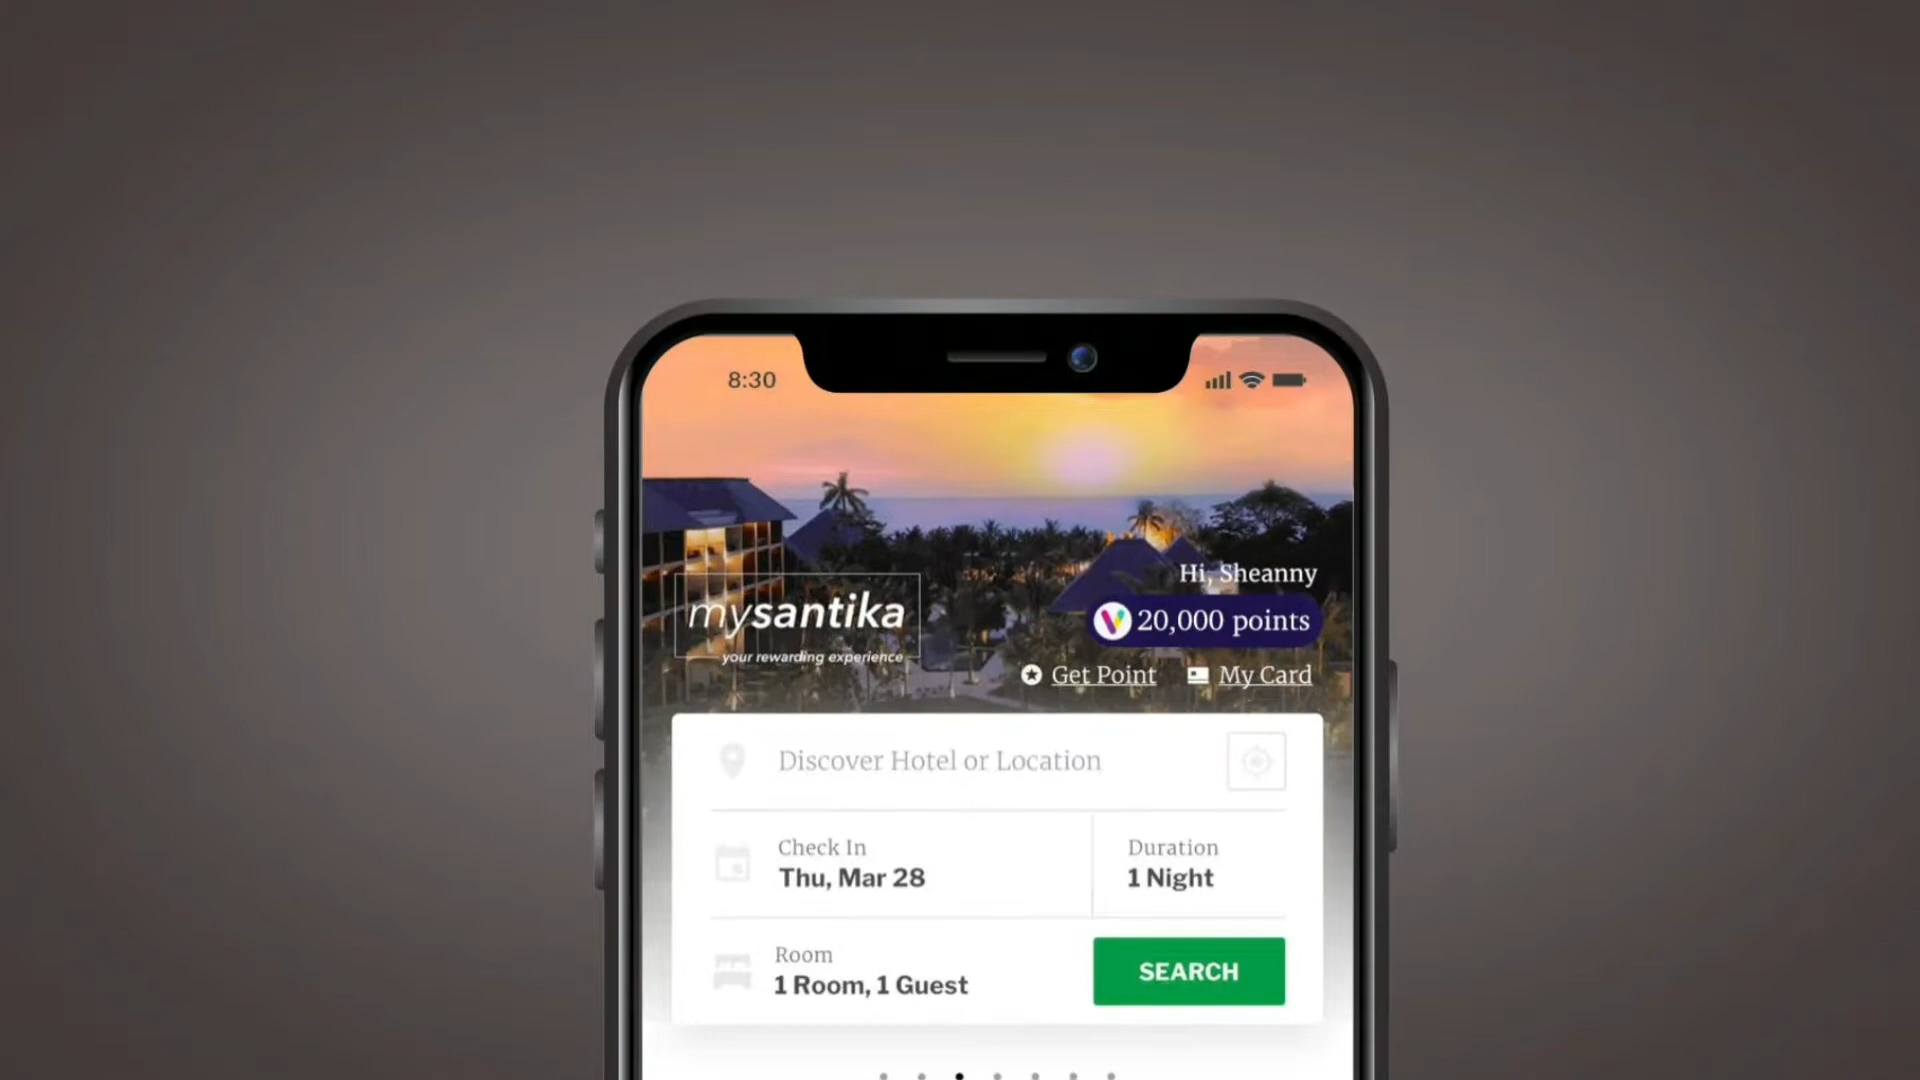 8:30
Hi, Sheanny
mysantika
20,000 points
your rewarding experience
Get Point
My Card
Discover Hotel or Location
Check In
Duration
Thu, Mar 28
1 Night
Room
1 Room, 1 Guest
SEARCH